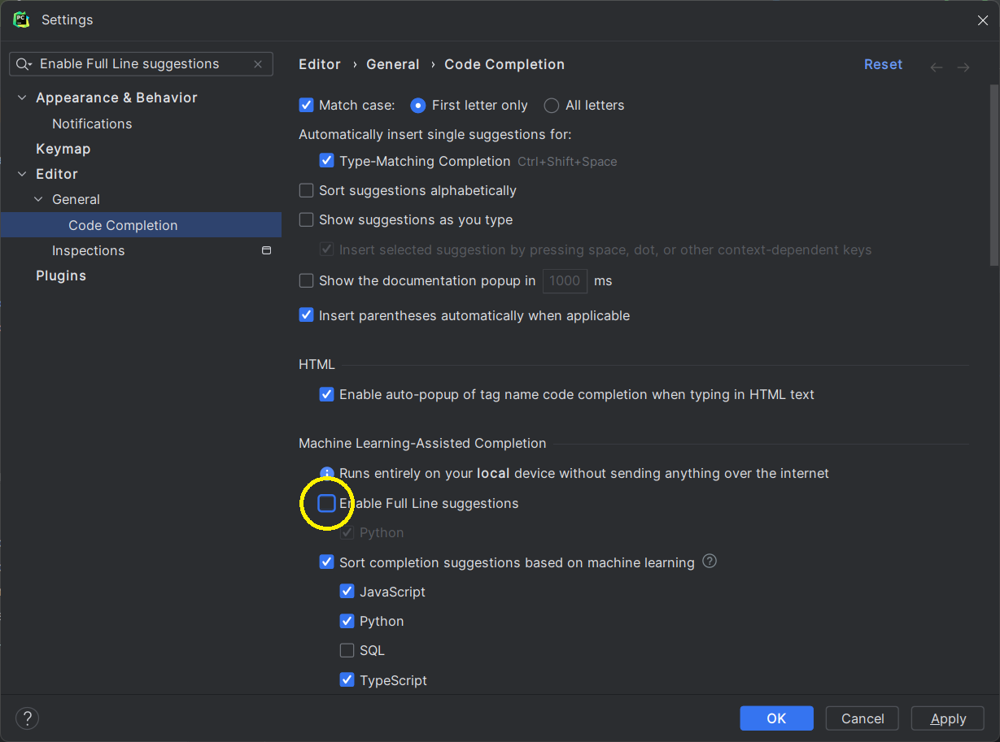 PC
Settings
Enable Full Line suggestions
Appearance & Behavior
Notifications
Keymap
Editor
General
Code Completion
Inspections
Plugins
Editor › General › Code Completion
Reset
Match case: First letter only All letters
Automatically insert single suggestions for:
Type-Matching Completion Ctrl+Shift+Space
Sort suggestions alphabetically
Show suggestions as you type
Insert selected suggestion by pressing space, dot, or other context-dependent keys
Show the documentation popup in 1000 ms
Insert parentheses automatically when applicable
HTML
Enable auto-popup of tag name code completion when typing in HTML text
Machine Learning-Assisted Completion
Runs entirely on your local device without sending anything over the internet
Enable Full Line suggestions
Python
Sort completion suggestions based on machine learning ?
JavaScript
Python
SQL
TypeScript
? OK Cancel Apply